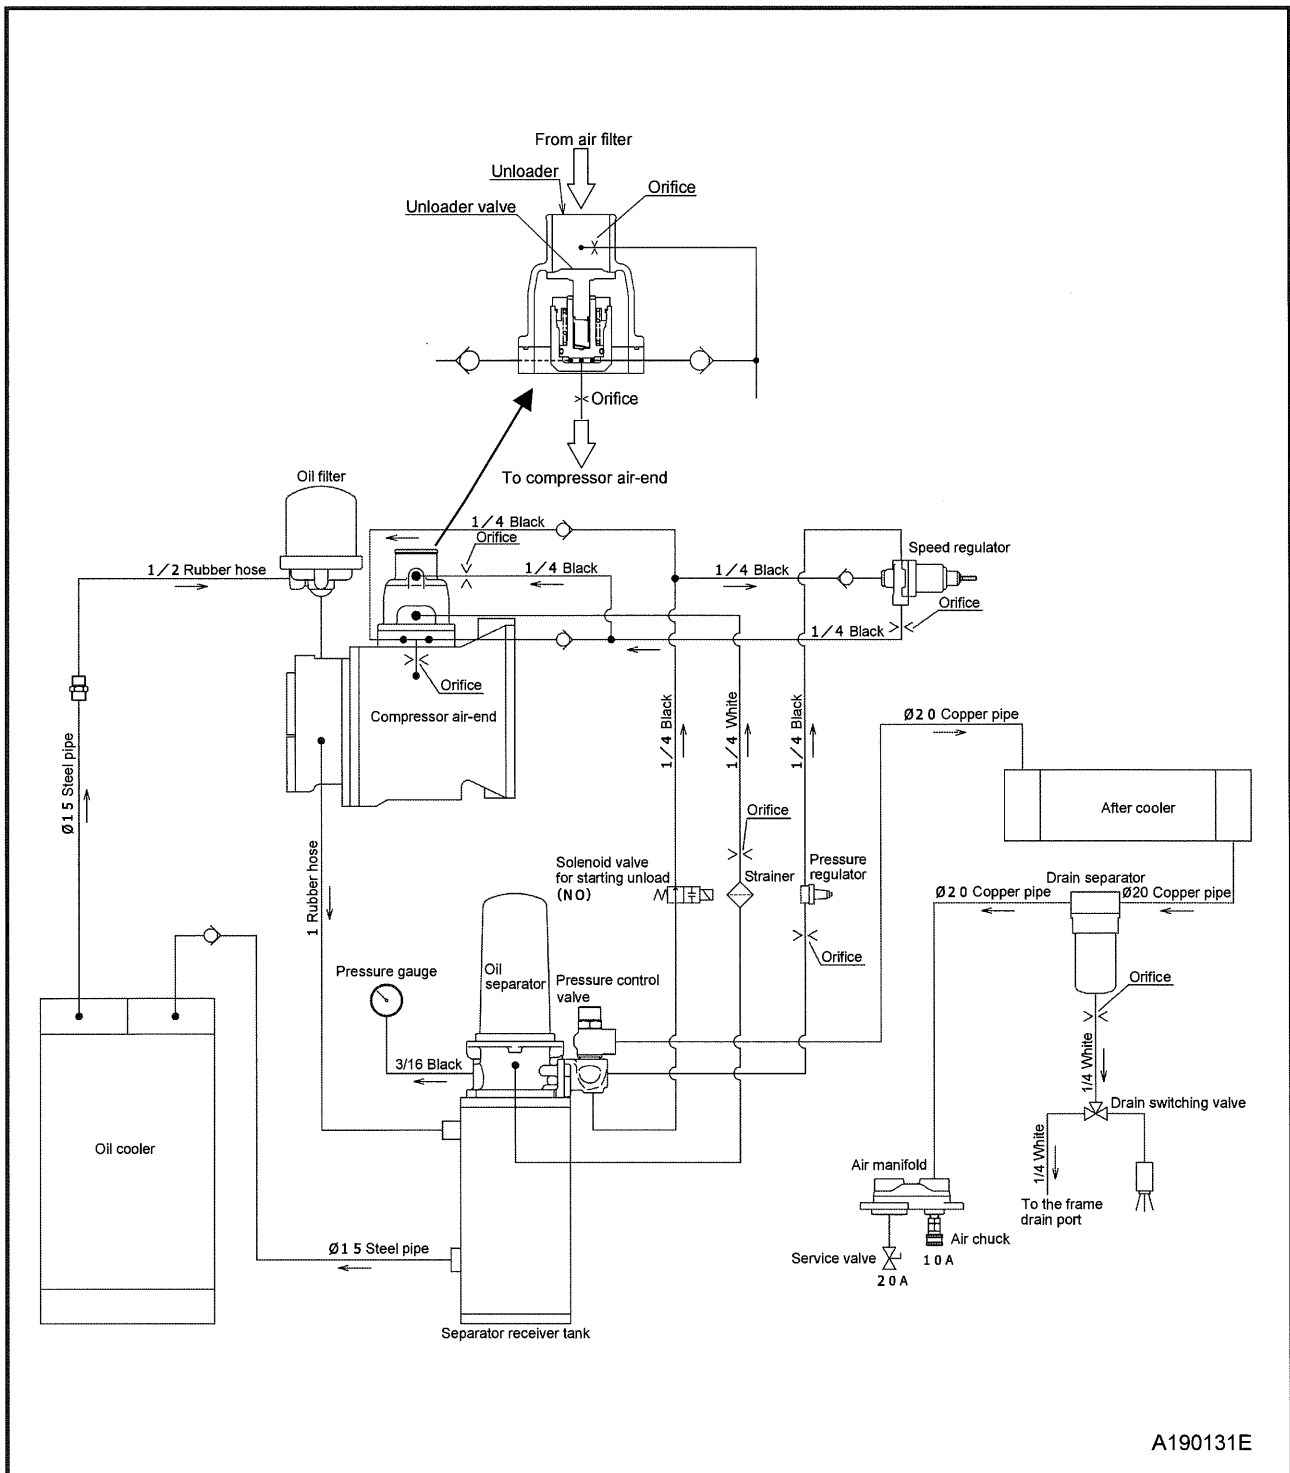 From air filter
Unloader
Orifice
Unloader valve
Orifice
To compressor air-end
Oil filter
1/4 Black
Orifice
Speed regulator
1/2 Rubber hose
1/4 Black
1/4 Black
Orifice
1/4 Black
Orifice
Compressor air-end
Ø20 Copper pipe
1/4 Black
1/4 White
1/4 Black
Ø15 Steel pipe
After cooler
Orifice
1 Rubber hose
Solenoid valve
for starting unload
(NO)
Strainer
Pressure
regulator
Drain separator
Ø20 Copper pipe
Ø20 Copper pipe
Orifice
Pressure gauge
Oil
separator
Pressure control
valve
Orifice
3/16 Black
1/4 White
Drain switching valve
Oil cooler
1/4 White
Air manifold
To the frame
drain port
Ø15 Steel pipe
Air chuck
10A
Service valve
20A
Separator receiver tank
A190131E